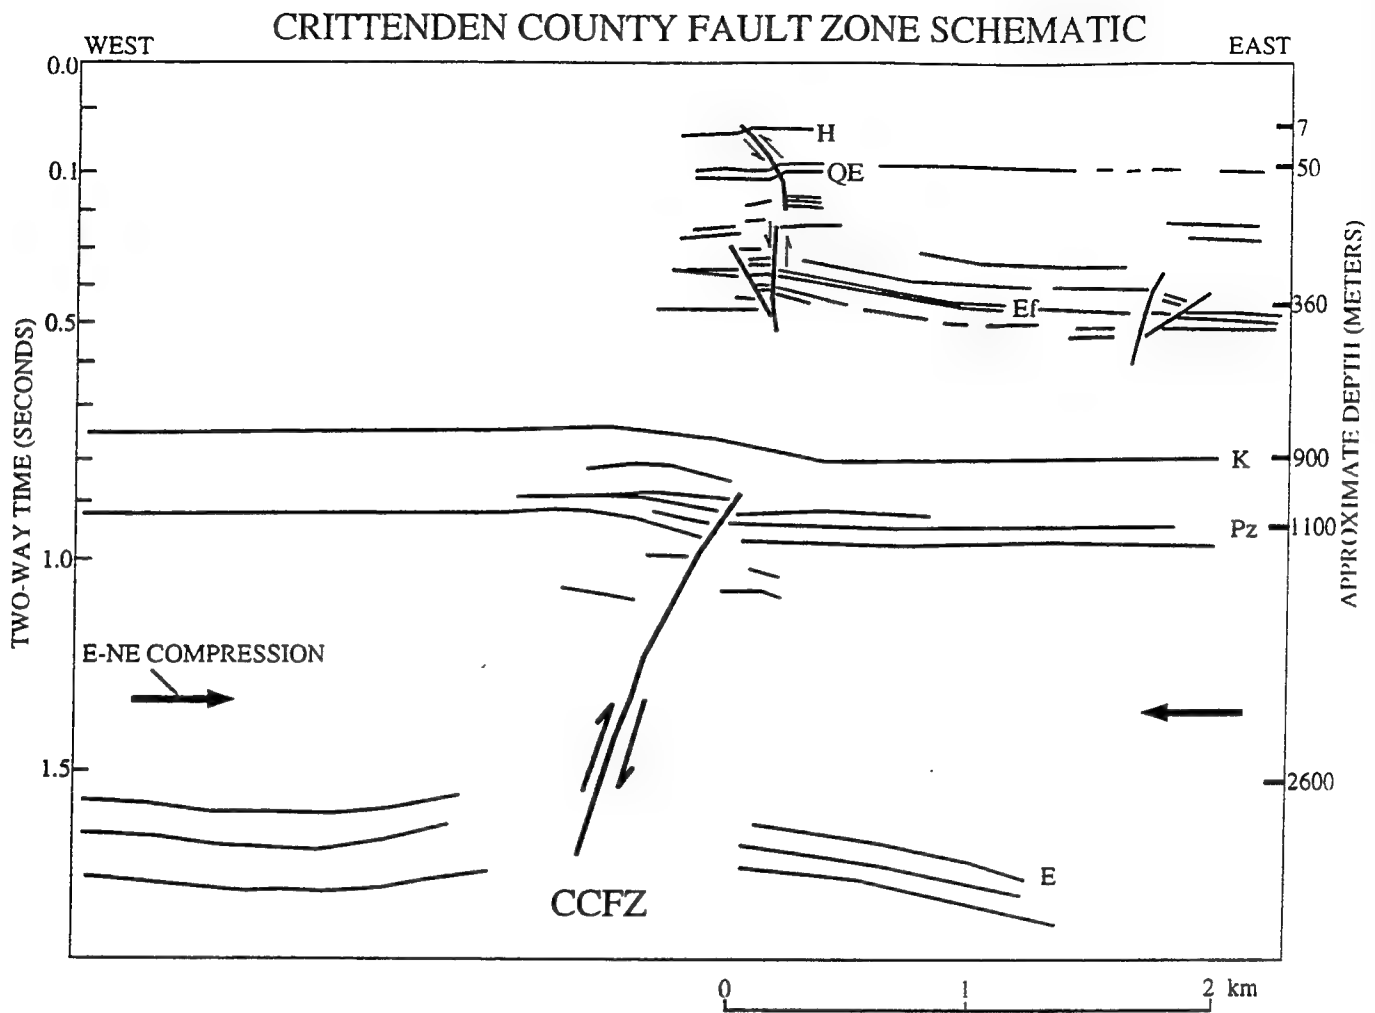 CRITTENDEN COUNTY FAULT ZONE SCHEMATIC
WEST
EAST
0.0
H
7
0.1
QE
50
Ef
360
0.5
K
900
Pz
1100
1.0
E-NE COMPRESSION
1.5
2600
E
CCFZ
0 1 2 km
TWO-WAY TIME (SECONDS)
APPROXIMATE DEPTH (METERS)